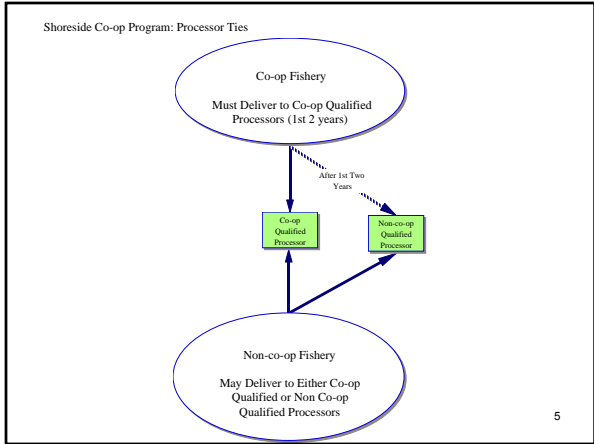 Shoreside Co-op Program: Processor Ties
Co-op Fishery
Must Deliver to Co-op Qualified
Processors (1st 2 years)
After 1st Two
Years
Co-op
Qualified
Processor
Non-co-op
Qualified
Processor
Non-co-op Fishery
May Deliver to Either Co-op
Qualified or Non Co-op
Qualified Processors
5